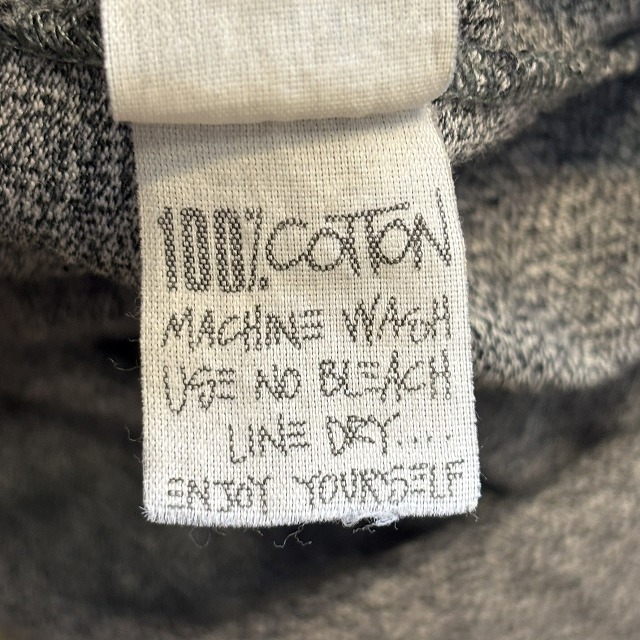 100% COTTON
MACHINE WASH
USE NO BLEACH
LINE DRY....
ENJOY YOURSELF